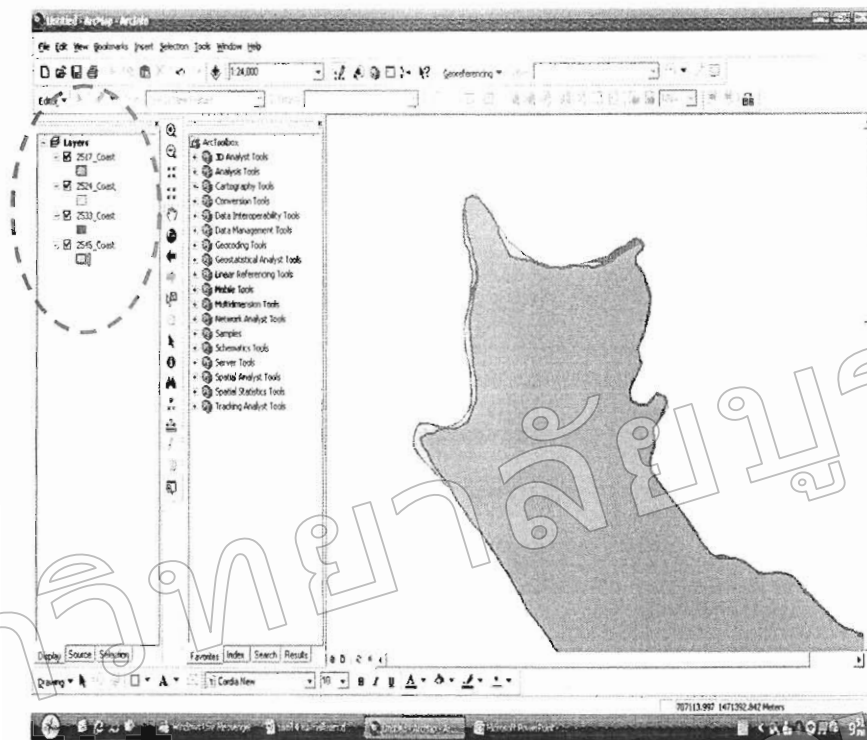 Untitled - ArcMap - ArcInfo
File Edit View Bookmarks Insert Selection Tools Window Help
1:24,000
Georeferencing
Editor
Layers
2517_Coast
2524_Coast
2533_Coast
2545_Coast
ArcToolbox
3D Analyst Tools
Analysis Tools
Cartography Tools
Conversion Tools
Data Interoperability Tools
Data Management Tools
Geocoding Tools
Geostatistical Analyst Tools
Linear Referencing Tools
Mobile Tools
Multidimension Tools
Network Analyst Tools
Samples
Schematics Tools
Server Tools
Spatial Analyst Tools
Spatial Statistics Tools
Tracking Analyst Tools
Display Source Selection
Favorites Index Search Results
Drawing
A
Cordia New
B I U A
707113.997 1471392.842 Meters
Windows Live Messenger
Microsoft PowerPoint